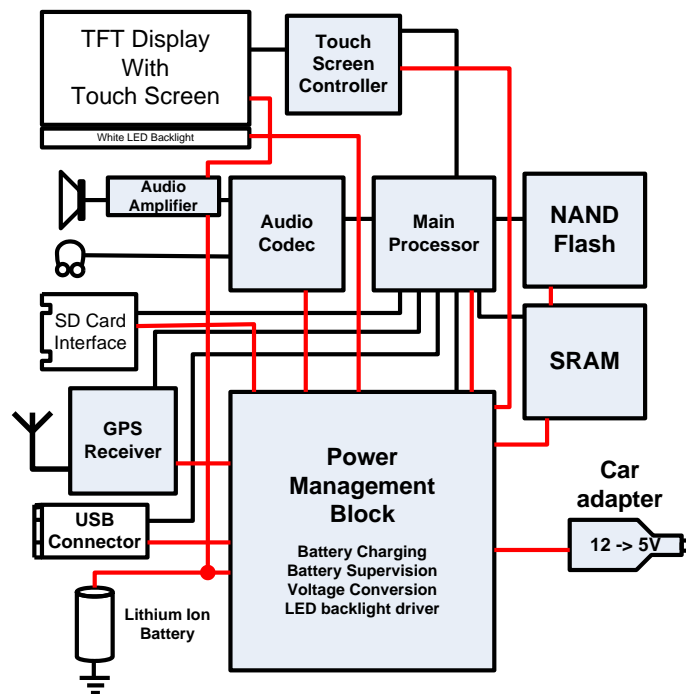 TFT Display
With
Touch Screen
White LED Backlight
Touch
Screen
Controller
Audio
Amplifier
Audio
Codec
Main
Processor
NAND
Flash
SD Card
Interface
SRAM
GPS
Receiver
Power
Management
Block
Battery Charging
Battery Supervision
Voltage Conversion
LED backlight driver
Car
adapter
12 -> 5V
USB
Connector
Lithium Ion
Battery